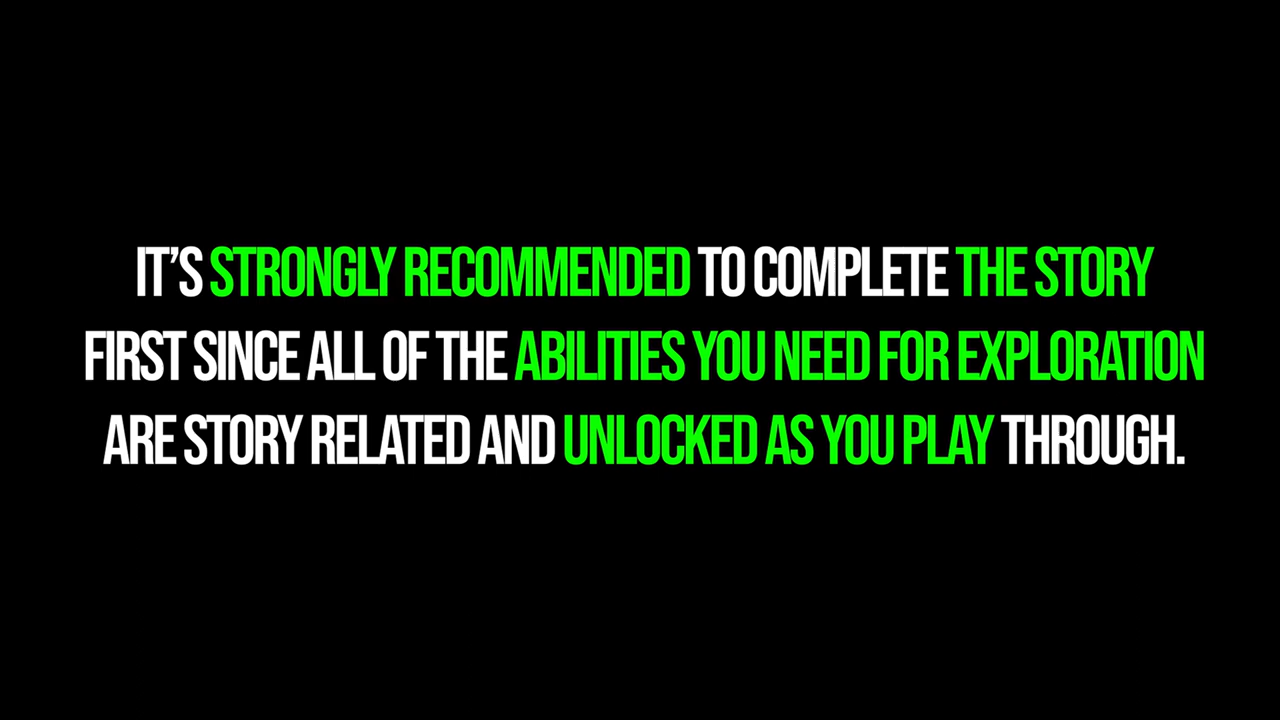 IT'S STRONGLY RECOMMENDED TO COMPLETE THE STORY
FIRST SINCE ALL OF THE ABILITIES YOU NEED FOR EXPLORATION
ARE STORY RELATED AND UNLOCKED AS YOU PLAY THROUGH.